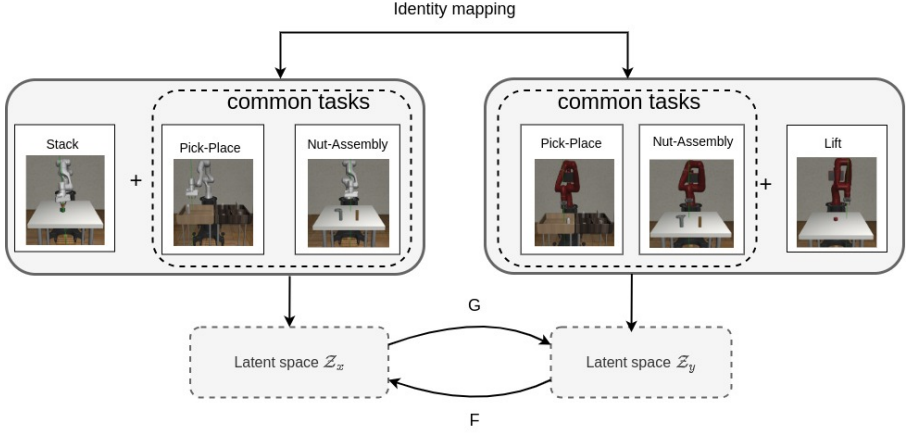 Identity mapping
common tasks
Stack
+
Pick-Place
Nut-Assembly
common tasks
Pick-Place
Nut-Assembly
+
Lift
G
Latent space 𝒵ₓ
Latent space 𝒵_y
F